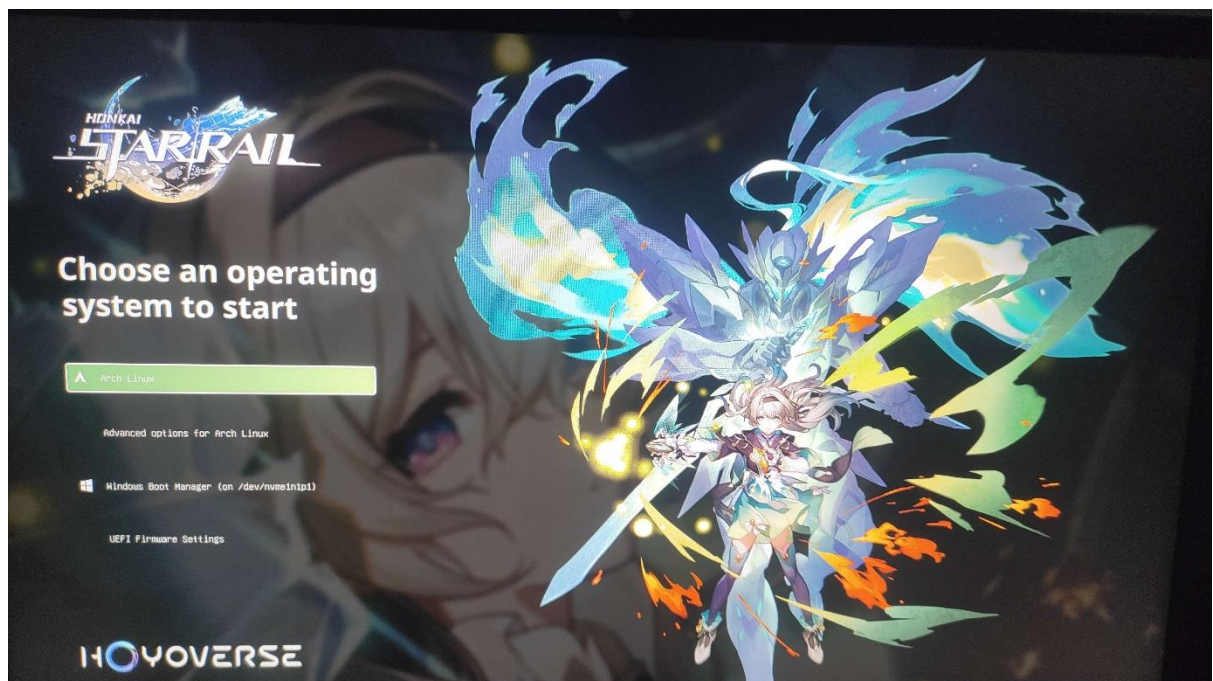 HONKAI
STAR RAIL
Choose an operating
system to start
Arch Linux
Advanced options for Arch Linux
Windows Boot Manager (on /dev/nvme1n1p1)
UEFI Firmware Settings
HOYOVERSE